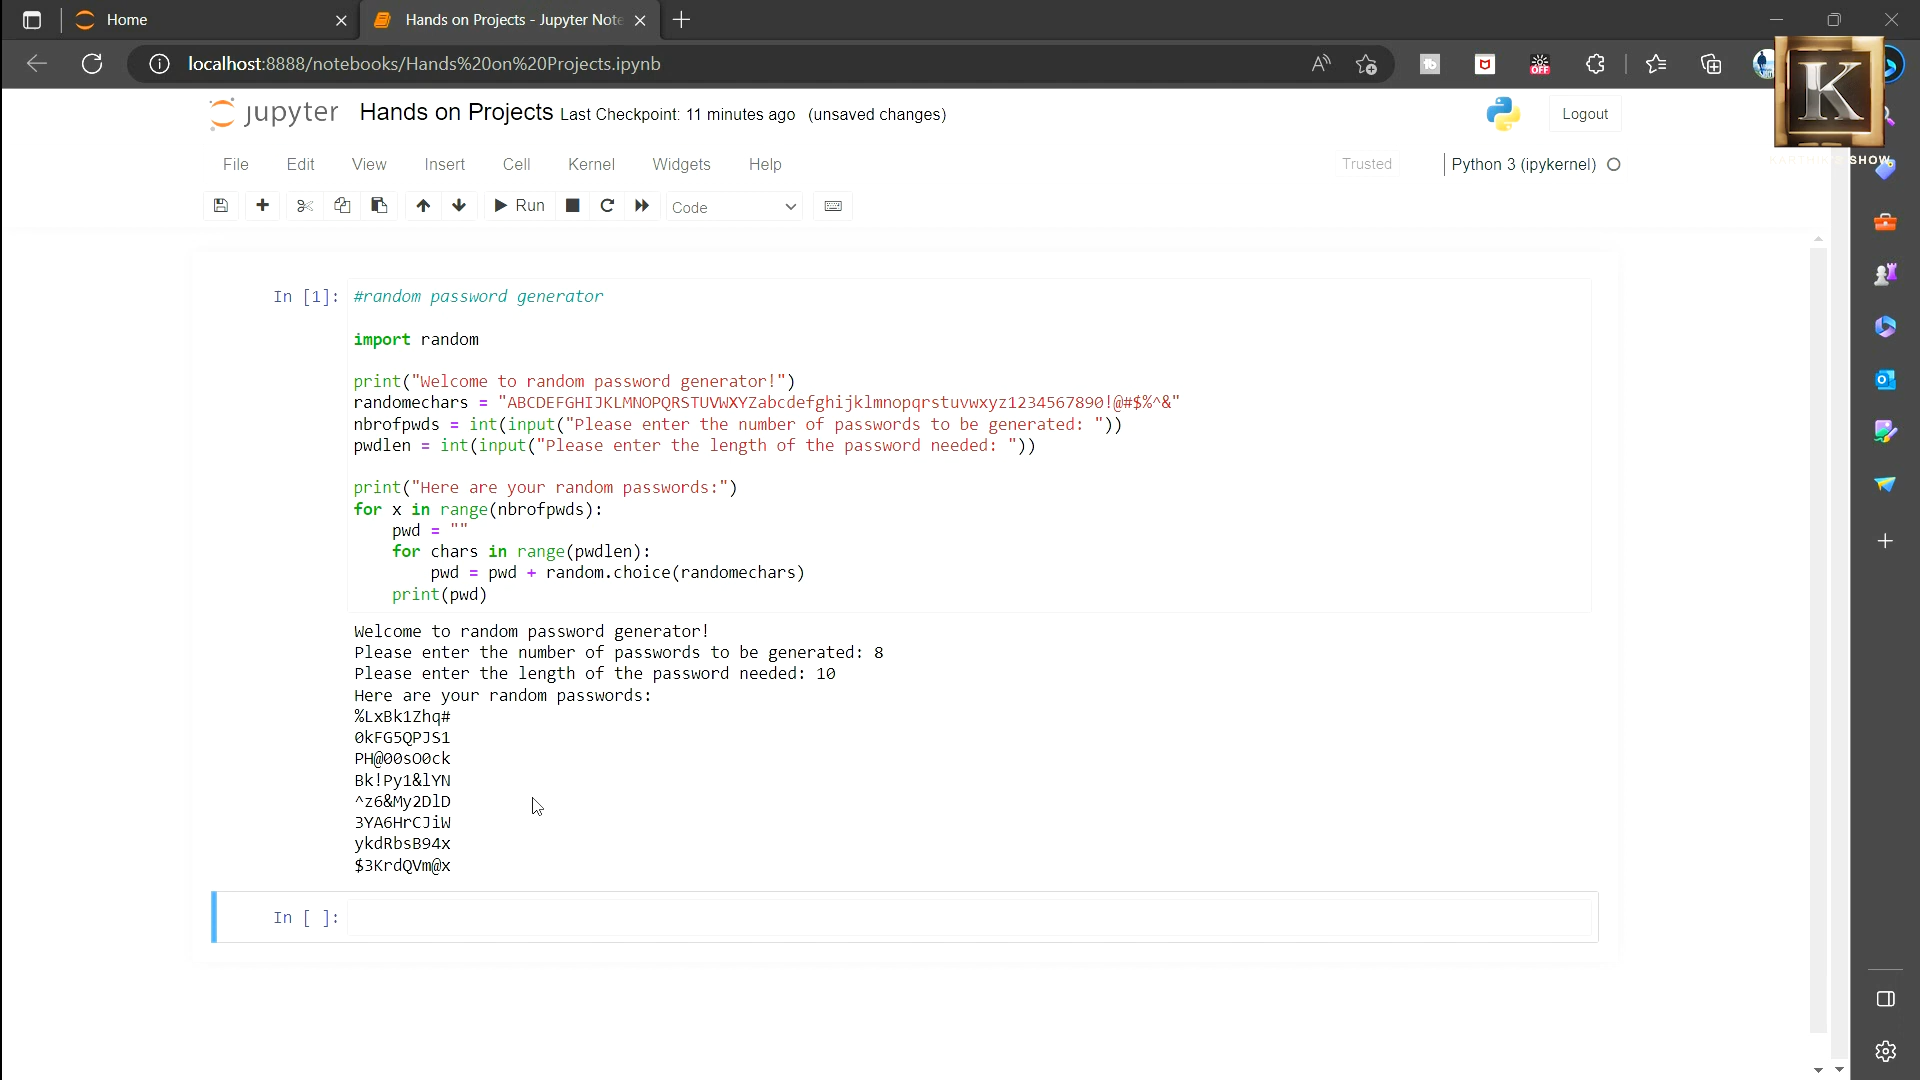 Home
Hands on Projects - Jupyter Note
localhost:8888/notebooks/Hands%20on%20Projects.ipynb
OFF
K
SHOW
jupyter Hands on Projects Last Checkpoint: 11 minutes ago (unsaved changes)
Logout
File Edit View Insert Cell Kernel Widgets Help
Trusted
Python 3 (ipykernel)
Run
Code
In [1]: #random password generator
import random
print("Welcome to random password generator!")
randomechars = "ABCDEFGHIJKLMNOPQRSTUVWXYZabcdefghijklmnopqrstuvwxyz1234567890!@#$%^&"
nbrofpwds = int(input("Please enter the number of passwords to be generated: "))
pwdlen = int(input("Please enter the length of the password needed: "))
print("Here are your random passwords:")
for x in range(nbrofpwds):
    pwd = ""
    for chars in range(pwdlen):
        pwd = pwd + random.choice(randomechars)
    print(pwd)
Welcome to random password generator!
Please enter the number of passwords to be generated: 8
Please enter the length of the password needed: 10
Here are your random passwords:
%LxBk1Zhq#
0kFG5QPJS1
PH@00sO0ck
Bk!Py1&lYN
^z6&My2DlD
3YA6HrCJiW
ykdRbsB94x
$3KrdQVm@x
In [ ]: